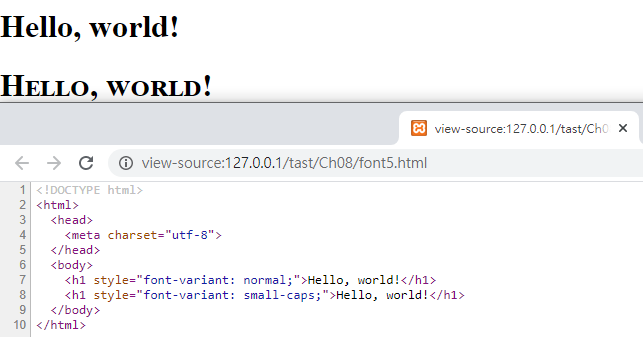 Hello, world!
Hello, world!
view-source:127.0.0.1/tast/Ch0
view-source:127.0.0.1/tast/Ch08/font5.html
1 <!DOCTYPE html>
2 <html>
3 <head>
4 <meta charset="utf-8">
5 </head>
6 <body>
7 <h1 style="font-variant: normal;">Hello, world!</h1>
8 <h1 style="font-variant: small-caps;">Hello, world!</h1>
9 </body>
10 </html>